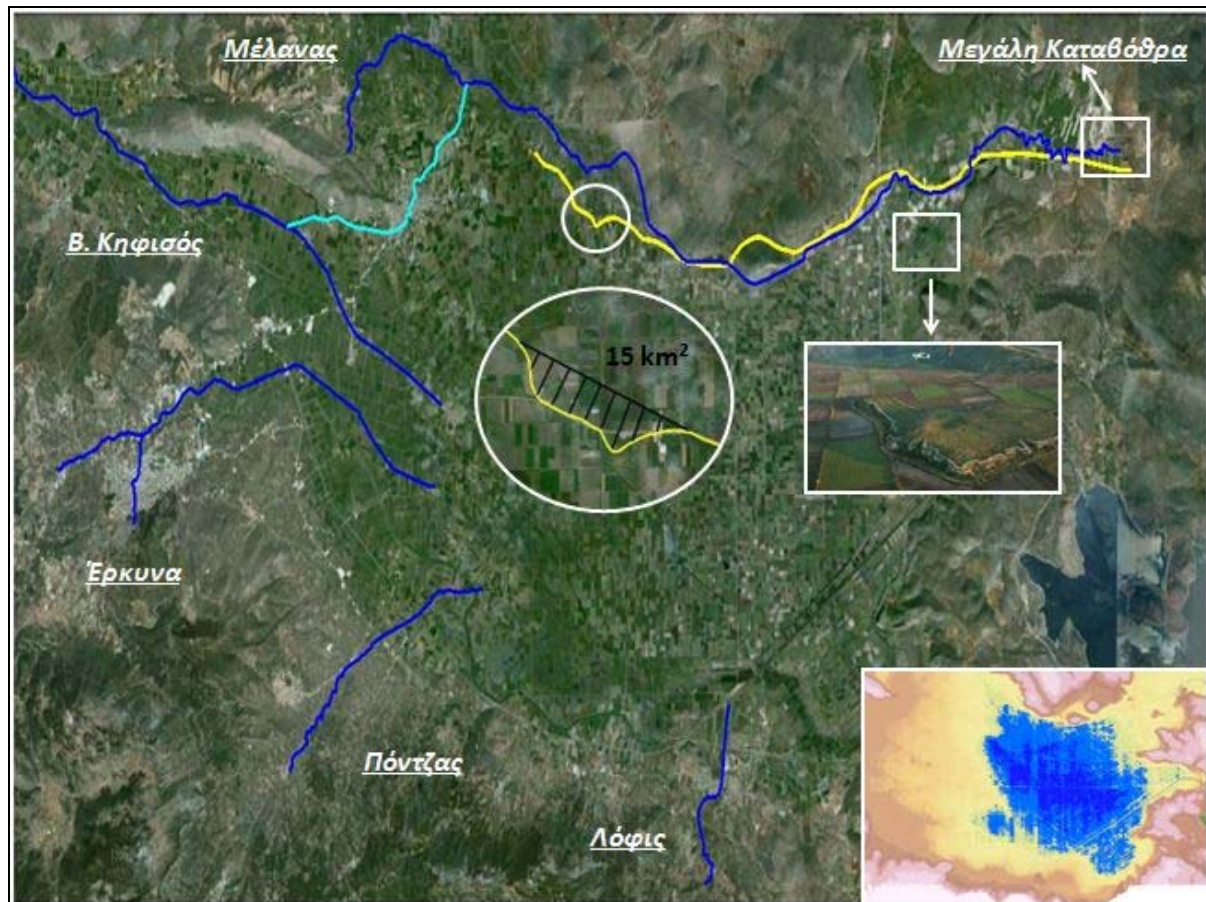 Μέλανας
Μεγάλη Καταβόθρα
Β. Κηφισός
15 km²
Έρκυνα
Πόντζας
Λόφις